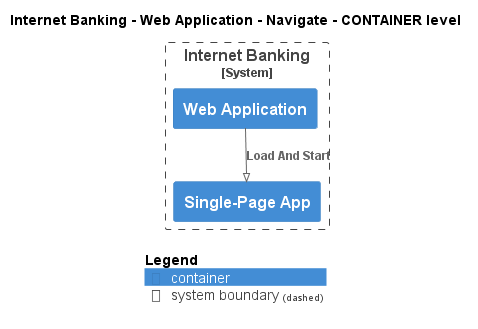 Internet Banking - Web Application - Navigate - CONTAINER level
Internet Banking
[System]
Web Application
Load And Start
Single-Page App
Legend
container
system boundary (dashed)